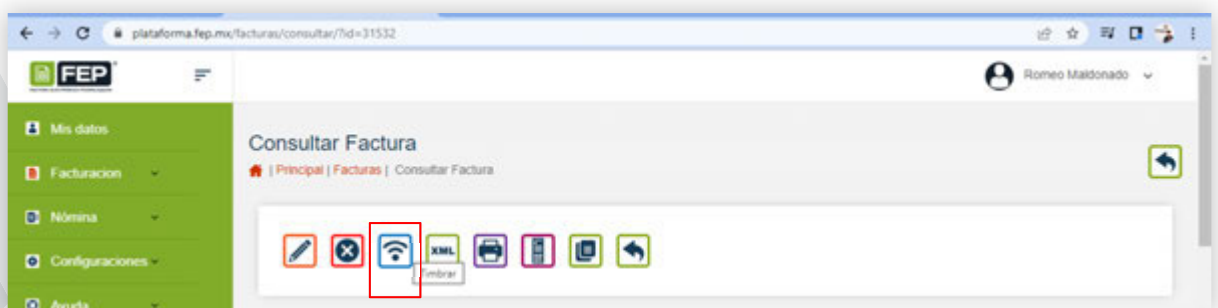 plataforma.fep.mx/facturas/consultar/?id=31532
FEP
Romeo Maldonado
Mis datos
Facturacion
Nómina
Configuraciones
Ayuda
Consultar Factura
| Principal | Facturas | Consultar Factura
XML
Timbrar